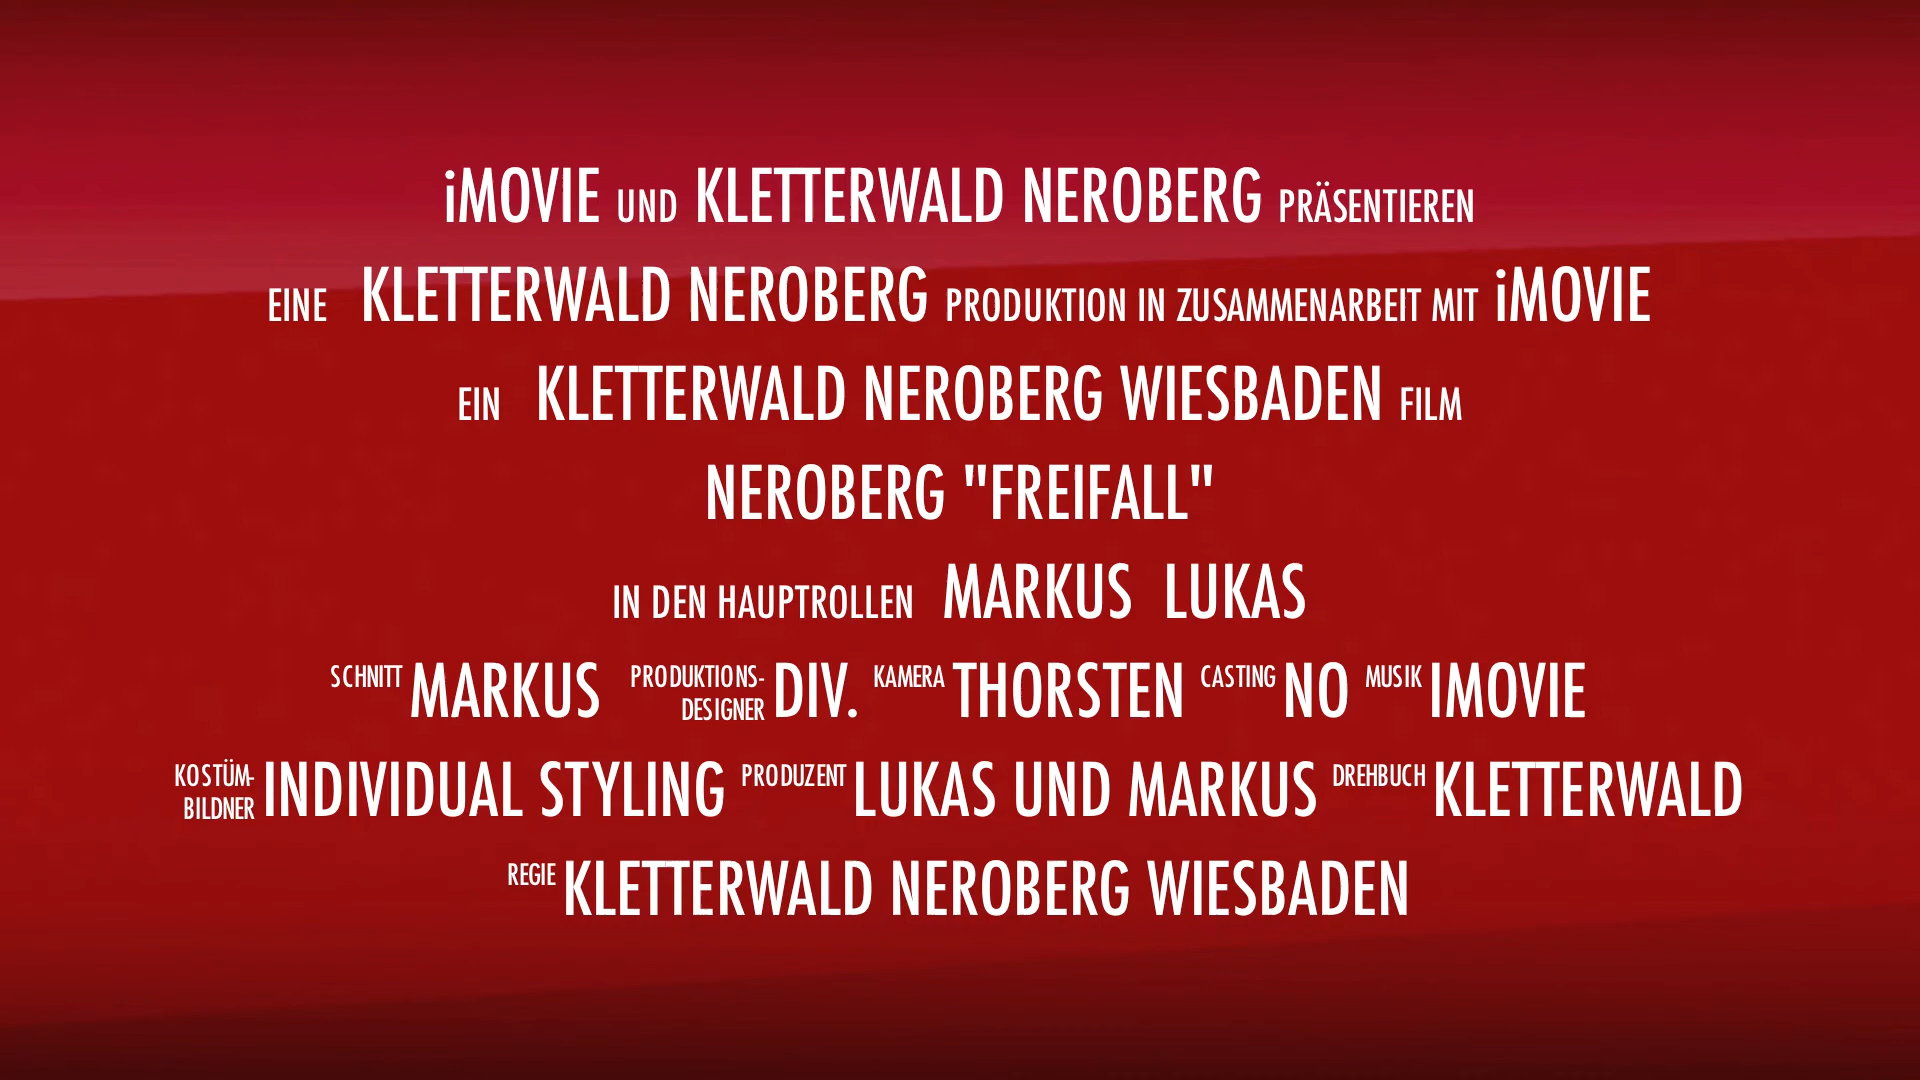 iMOVIE UND KLETTERWALD NEROBERG PRÄSENTIEREN
EINE KLETTERWALD NEROBERG PRODUKTION IN ZUSAMMENARBEIT MIT iMOVIE
EIN KLETTERWALD NEROBERG WIESBADEN FILM
NEROBERG "FREIFALL"
IN DEN HAUPTROLLEN MARKUS LUKAS
SCHNITT MARKUS PRODUKTIONS-DESIGNER DIV. KAMERA THORSTEN CASTING NO MUSIK IMOVIE
KOSTÜM-BILDNER INDIVIDUAL STYLING PRODUZENT LUKAS UND MARKUS DREHBUCH KLETTERWALD
REGIE KLETTERWALD NEROBERG WIESBADEN